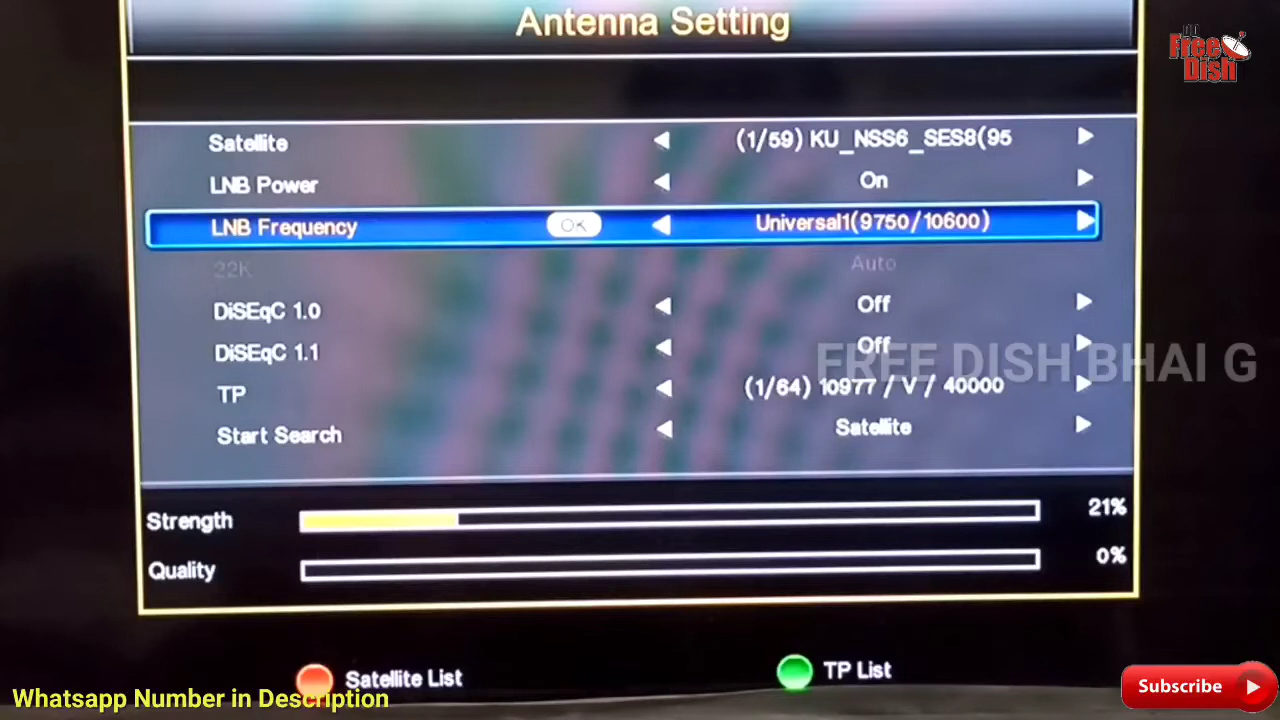 Antenna Setting
DD
Free
Dish
Satellite (1/59) KU_NSS6_SES8(95
LNB Power On
LNB Frequency OK Universal1(9750/10600)
22K Auto
DiSEqC 1.0 Off
DiSEqC 1.1 Off
FREE DISH BHAI G
TP (1/64) 10977 / V / 40000
Start Search Satellite
Strength 21%
Quality 0%
Satellite List TP List
Whatsapp Number in Description
Subscribe